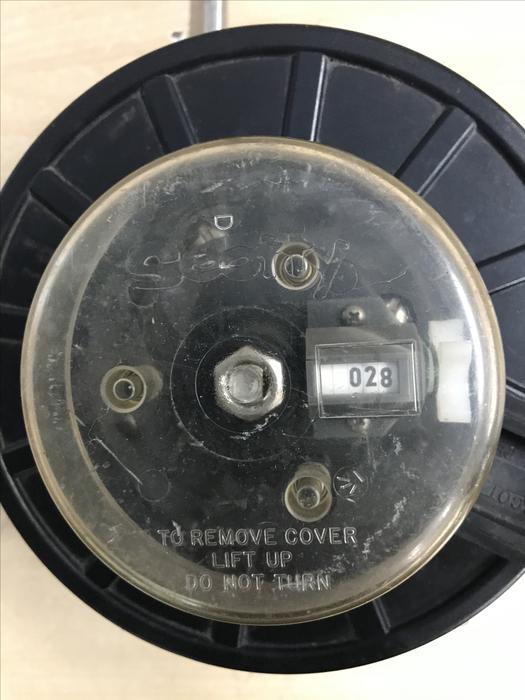 D
028
TO REMOVE COVER
LIFT UP
DO NOT TURN